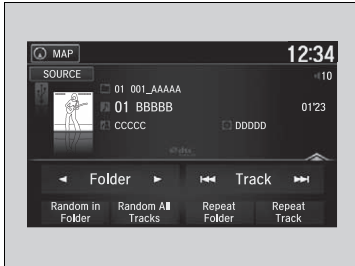 MAP
12:34
SOURCE
10
01 001_AAAAA
01 BBBBB
01'23
CCCCC
DDDDD
dts
Folder
Track
Random in Folder
Random All Tracks
Repeat Folder
Repeat Track